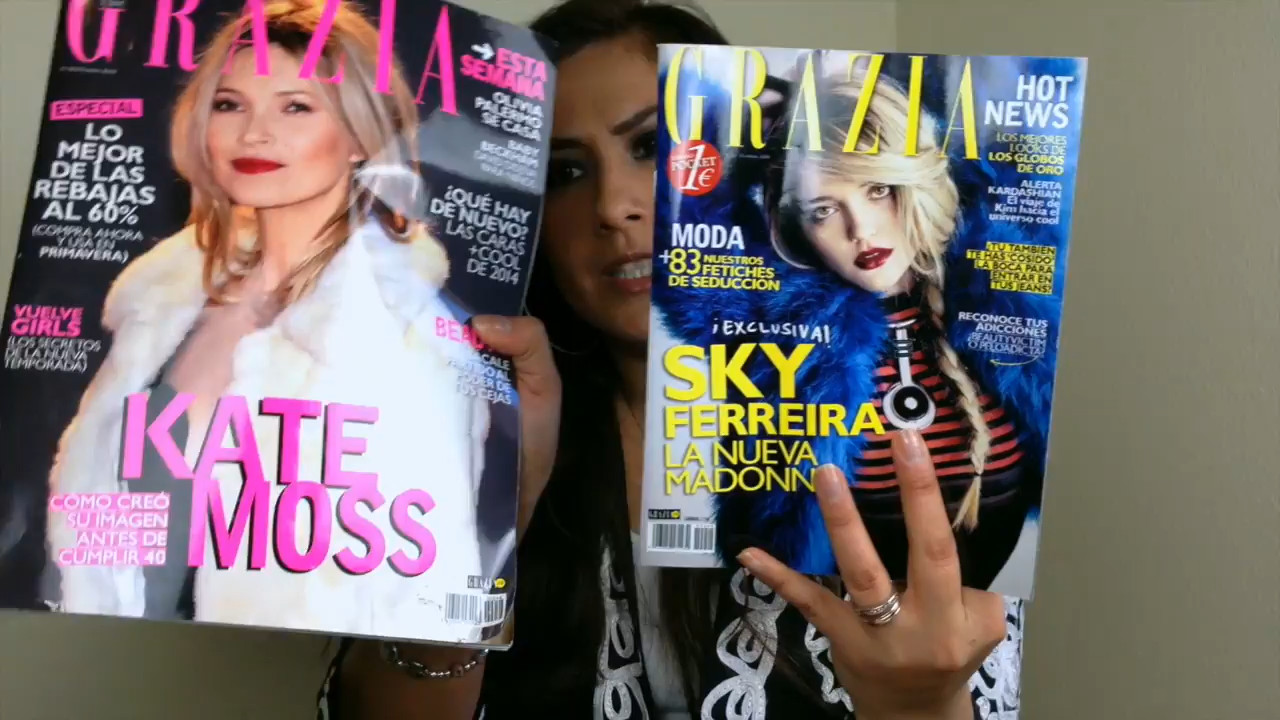 GRAZIA
ESPECIAL
LO
MEJOR
DE LAS
REBAJAS
AL 60%
(COMPRA AHORA
Y USA EN
PRIMAVERA)
VUELVE
GIRLS
(LOS SECRETOS
DE LA NUEVA
TEMPORADA)
ESTA
SEMANA
OLIVIA
PALERMO
SE CASA
BABY
BECKHAM
¿QUÉ HAY
DE NUEVO?
LAS CARAS
+COOL
DE 2014
TUS CEJAS
KATE
MOSS
CÓMO CREÓ
SU IMAGEN
ANTES DE
CUMPLIR 40
GRAZIA
POCKET
1€
HOT
NEWS
LOS MEJORES
LOOKS DE
LOS GLOBOS
DE ORO
ALERTA
KARDASHIAN
El viaje de
Kim hacia el
universo cool
MODA
+83 NUESTROS
FETICHES
DE SEDUCCIÓN
¿TU TAMBIÉN
TE HAS COSIDO
LA BOCA PARA
ENTRAR EN
TUS JEANS?
RECONOCE TUS
ADICCIONES
¡EXCLUSIVA!
SKY
FERREIRA
LA NUEVA
MADONN